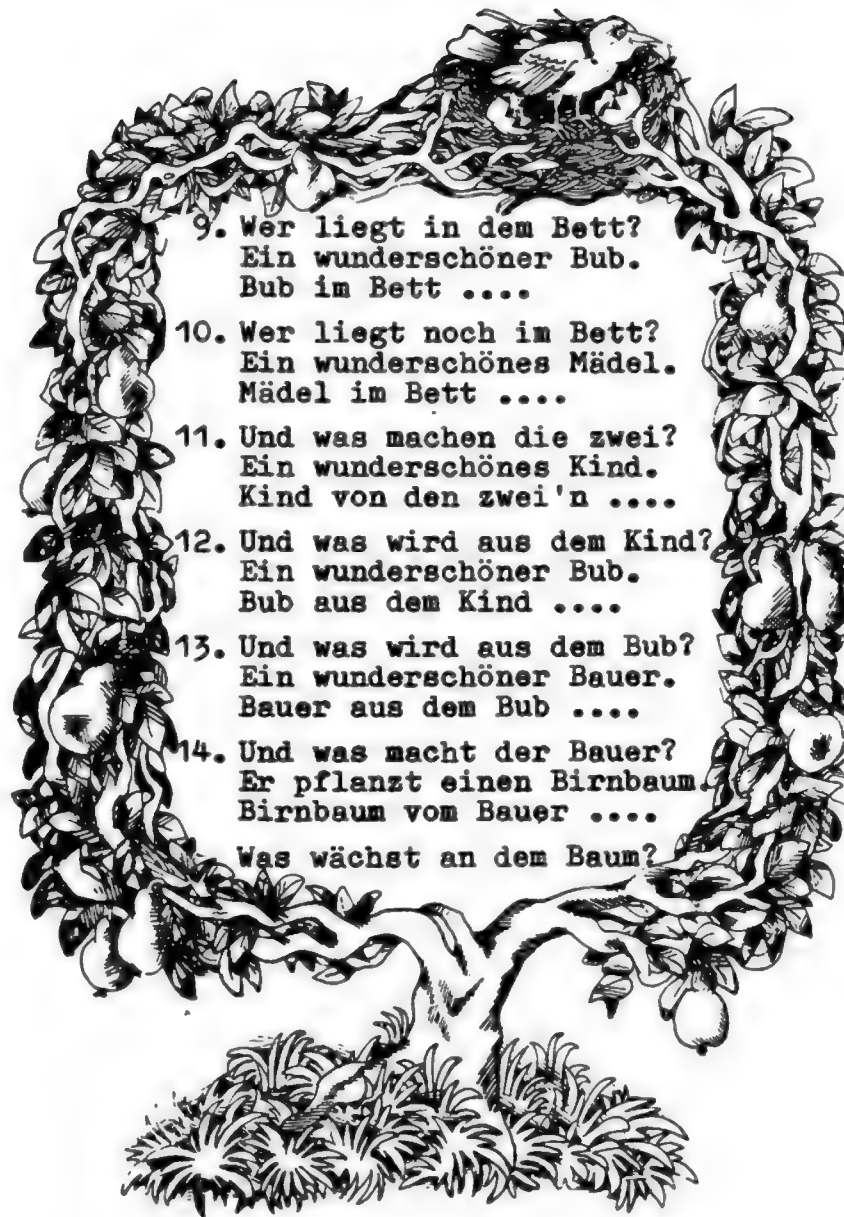 9. Wer liegt in dem Bett?
Ein wunderschöner Bub.
Bub im Bett ....
10. Wer liegt noch im Bett?
Ein wunderschönes Mädel.
Mädel im Bett ....
11. Und was machen die zwei?
Ein wunderschönes Kind.
Kind von den zwei'n ....
12. Und was wird aus dem Kind?
Ein wunderschöner Bub.
Bub aus dem Kind ....
13. Und was wird aus dem Bub?
Ein wunderschöner Bauer.
Bauer aus dem Bub ....
14. Und was macht der Bauer?
Er pflanzt einen Birnbaum.
Birnbaum vom Bauer ....
Was wächst an dem Baum?